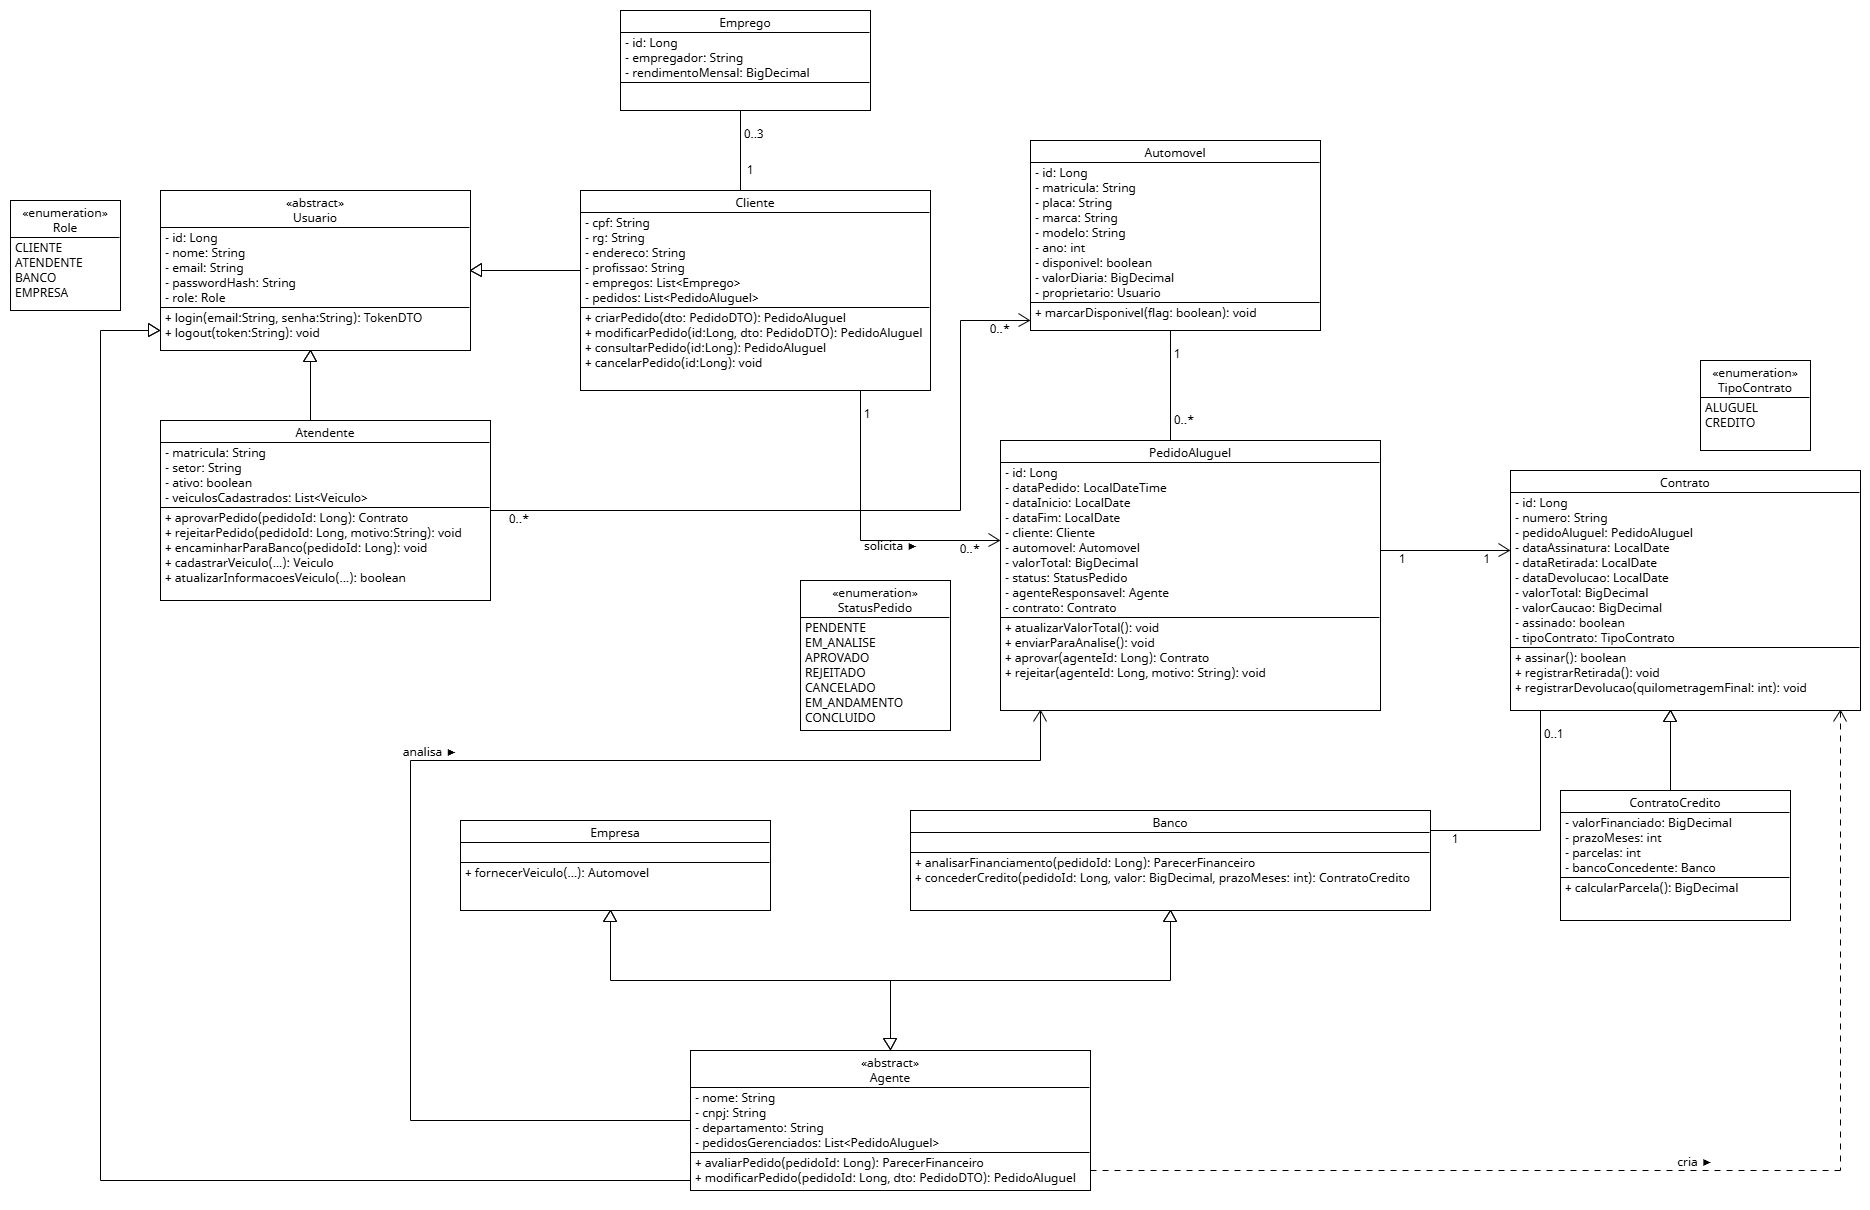 Emprego
- id: Long
- empregador: String
- rendimentoMensal: BigDecimal
0..3
1
«enumeration»
Role
CLIENTE
ATENDENTE
BANCO
EMPRESA
«abstract»
Usuario
- id: Long
- nome: String
- email: String
- passwordHash: String
- role: Role
+ login(email:String, senha:String): TokenDTO
+ logout(token:String): void
Cliente
- cpf: String
- rg: String
- endereco: String
- profissao: String
- empregos: List<Emprego>
- pedidos: List<PedidoAluguel>
+ criarPedido(dto: PedidoDTO): PedidoAluguel
+ modificarPedido(id:Long, dto: PedidoDTO): PedidoAluguel
+ consultarPedido(id:Long): PedidoAluguel
+ cancelarPedido(id:Long): void
Automovel
- id: Long
- matricula: String
- placa: String
- marca: String
- modelo: String
- ano: int
- disponivel: boolean
- valorDiaria: BigDecimal
- proprietario: Usuario
+ marcarDisponivel(flag: boolean): void
0..*
1
0..*
1
solicita ►
0..*
Atendente
- matricula: String
- setor: String
- ativo: boolean
- veiculosCadastrados: List<Veiculo>
+ aprovarPedido(pedidoId: Long): Contrato
+ rejeitarPedido(pedidoId: Long, motivo:String): void
+ encaminharParaBanco(pedidoId: Long): void
+ cadastrarVeiculo(...): Veiculo
+ atualizarInformacoesVeiculo(...): boolean
0..*
PedidoAluguel
- id: Long
- dataPedido: LocalDateTime
- dataInicio: LocalDate
- dataFim: LocalDate
- cliente: Cliente
- automovel: Automovel
- valorTotal: BigDecimal
- status: StatusPedido
- agenteResponsavel: Agente
- contrato: Contrato
+ atualizarValorTotal(): void
+ enviarParaAnalise(): void
+ aprovar(agenteId: Long): Contrato
+ rejeitar(agenteId: Long, motivo: String): void
1
1
«enumeration»
TipoContrato
ALUGUEL
CREDITO
Contrato
- id: Long
- numero: String
- pedidoAluguel: PedidoAluguel
- dataAssinatura: LocalDate
- dataRetirada: LocalDate
- dataDevolucao: LocalDate
- valorTotal: BigDecimal
- valorCaucao: BigDecimal
- assinado: boolean
- tipoContrato: TipoContrato
+ assinar(): boolean
+ registrarRetirada(): void
+ registrarDevolucao(quilometragemFinal: int): void
«enumeration»
StatusPedido
PENDENTE
EM_ANALISE
APROVADO
REJEITADO
CANCELADO
EM_ANDAMENTO
CONCLUIDO
analisa ►
0..1
1
Empresa
+ fornecerVeiculo(...): Automovel
Banco
+ analisarFinanciamento(pedidoId: Long): ParecerFinanceiro
+ concederCredito(pedidoId: Long, valor: BigDecimal, prazoMeses: int): ContratoCredito
ContratoCredito
- valorFinanciado: BigDecimal
- prazoMeses: int
- parcelas: int
- bancoConcedente: Banco
+ calcularParcela(): BigDecimal
«abstract»
Agente
- nome: String
- cnpj: String
- departamento: String
- pedidosGerenciados: List<PedidoAluguel>
+ avaliarPedido(pedidoId: Long): ParecerFinanceiro
+ modificarPedido(pedidoId: Long, dto: PedidoDTO): PedidoAluguel
cria ►